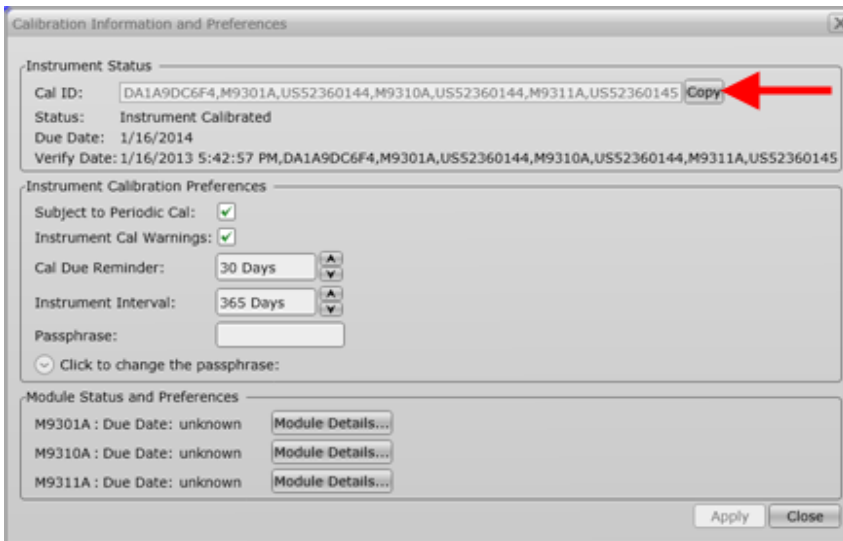 Calibration Information and Preferences
Instrument Status
Cal ID: DA1A9DC6F4,M9301A,US52360144,M9310A,US52360144,M9311A,US52360145 Copy
Status: Instrument Calibrated
Due Date: 1/16/2014
Verify Date: 1/16/2013 5:42:57 PM,DA1A9DC6F4,M9301A,US52360144,M9310A,US52360144,M9311A,US52360145
Instrument Calibration Preferences
Subject to Periodic Cal:
Instrument Cal Warnings:
Cal Due Reminder: 30 Days
Instrument Interval: 365 Days
Passphrase:
Click to change the passphrase:
Module Status and Preferences
M9301A : Due Date: unknown Module Details...
M9310A : Due Date: unknown Module Details...
M9311A : Due Date: unknown Module Details...
Apply Close